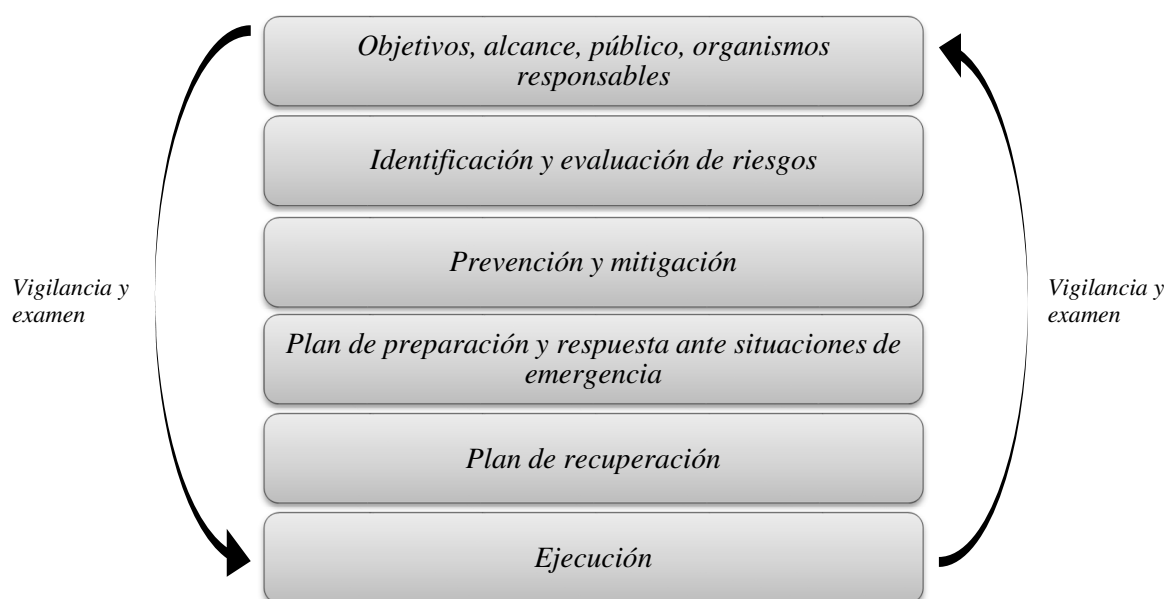 Objetivos, alcance, público, organismos
responsables
Identificación y evaluación de riesgos
Prevención y mitigación
Vigilancia y
examen
Vigilancia y
examen
Plan de preparación y respuesta ante situaciones de
emergencia
Plan de recuperación
Ejecución